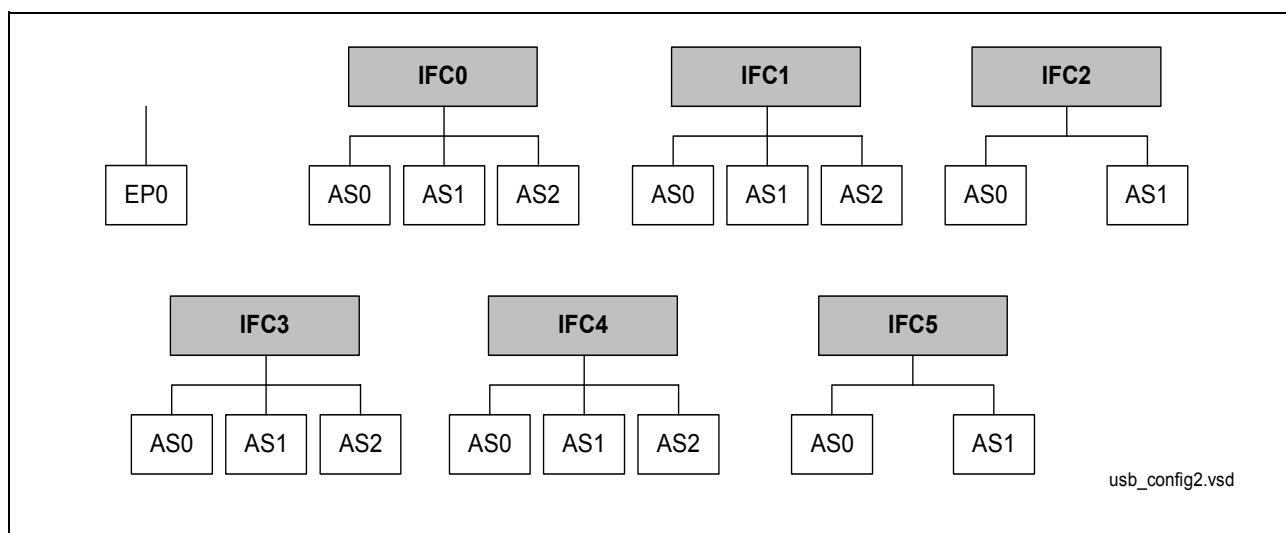 IFC0 IFC1 IFC2
EP0 AS0 AS1 AS2 AS0 AS1 AS2 AS0 AS1
IFC3 IFC4 IFC5
AS0 AS1 AS2 AS0 AS1 AS2 AS0 AS1
usb_config2.vsd